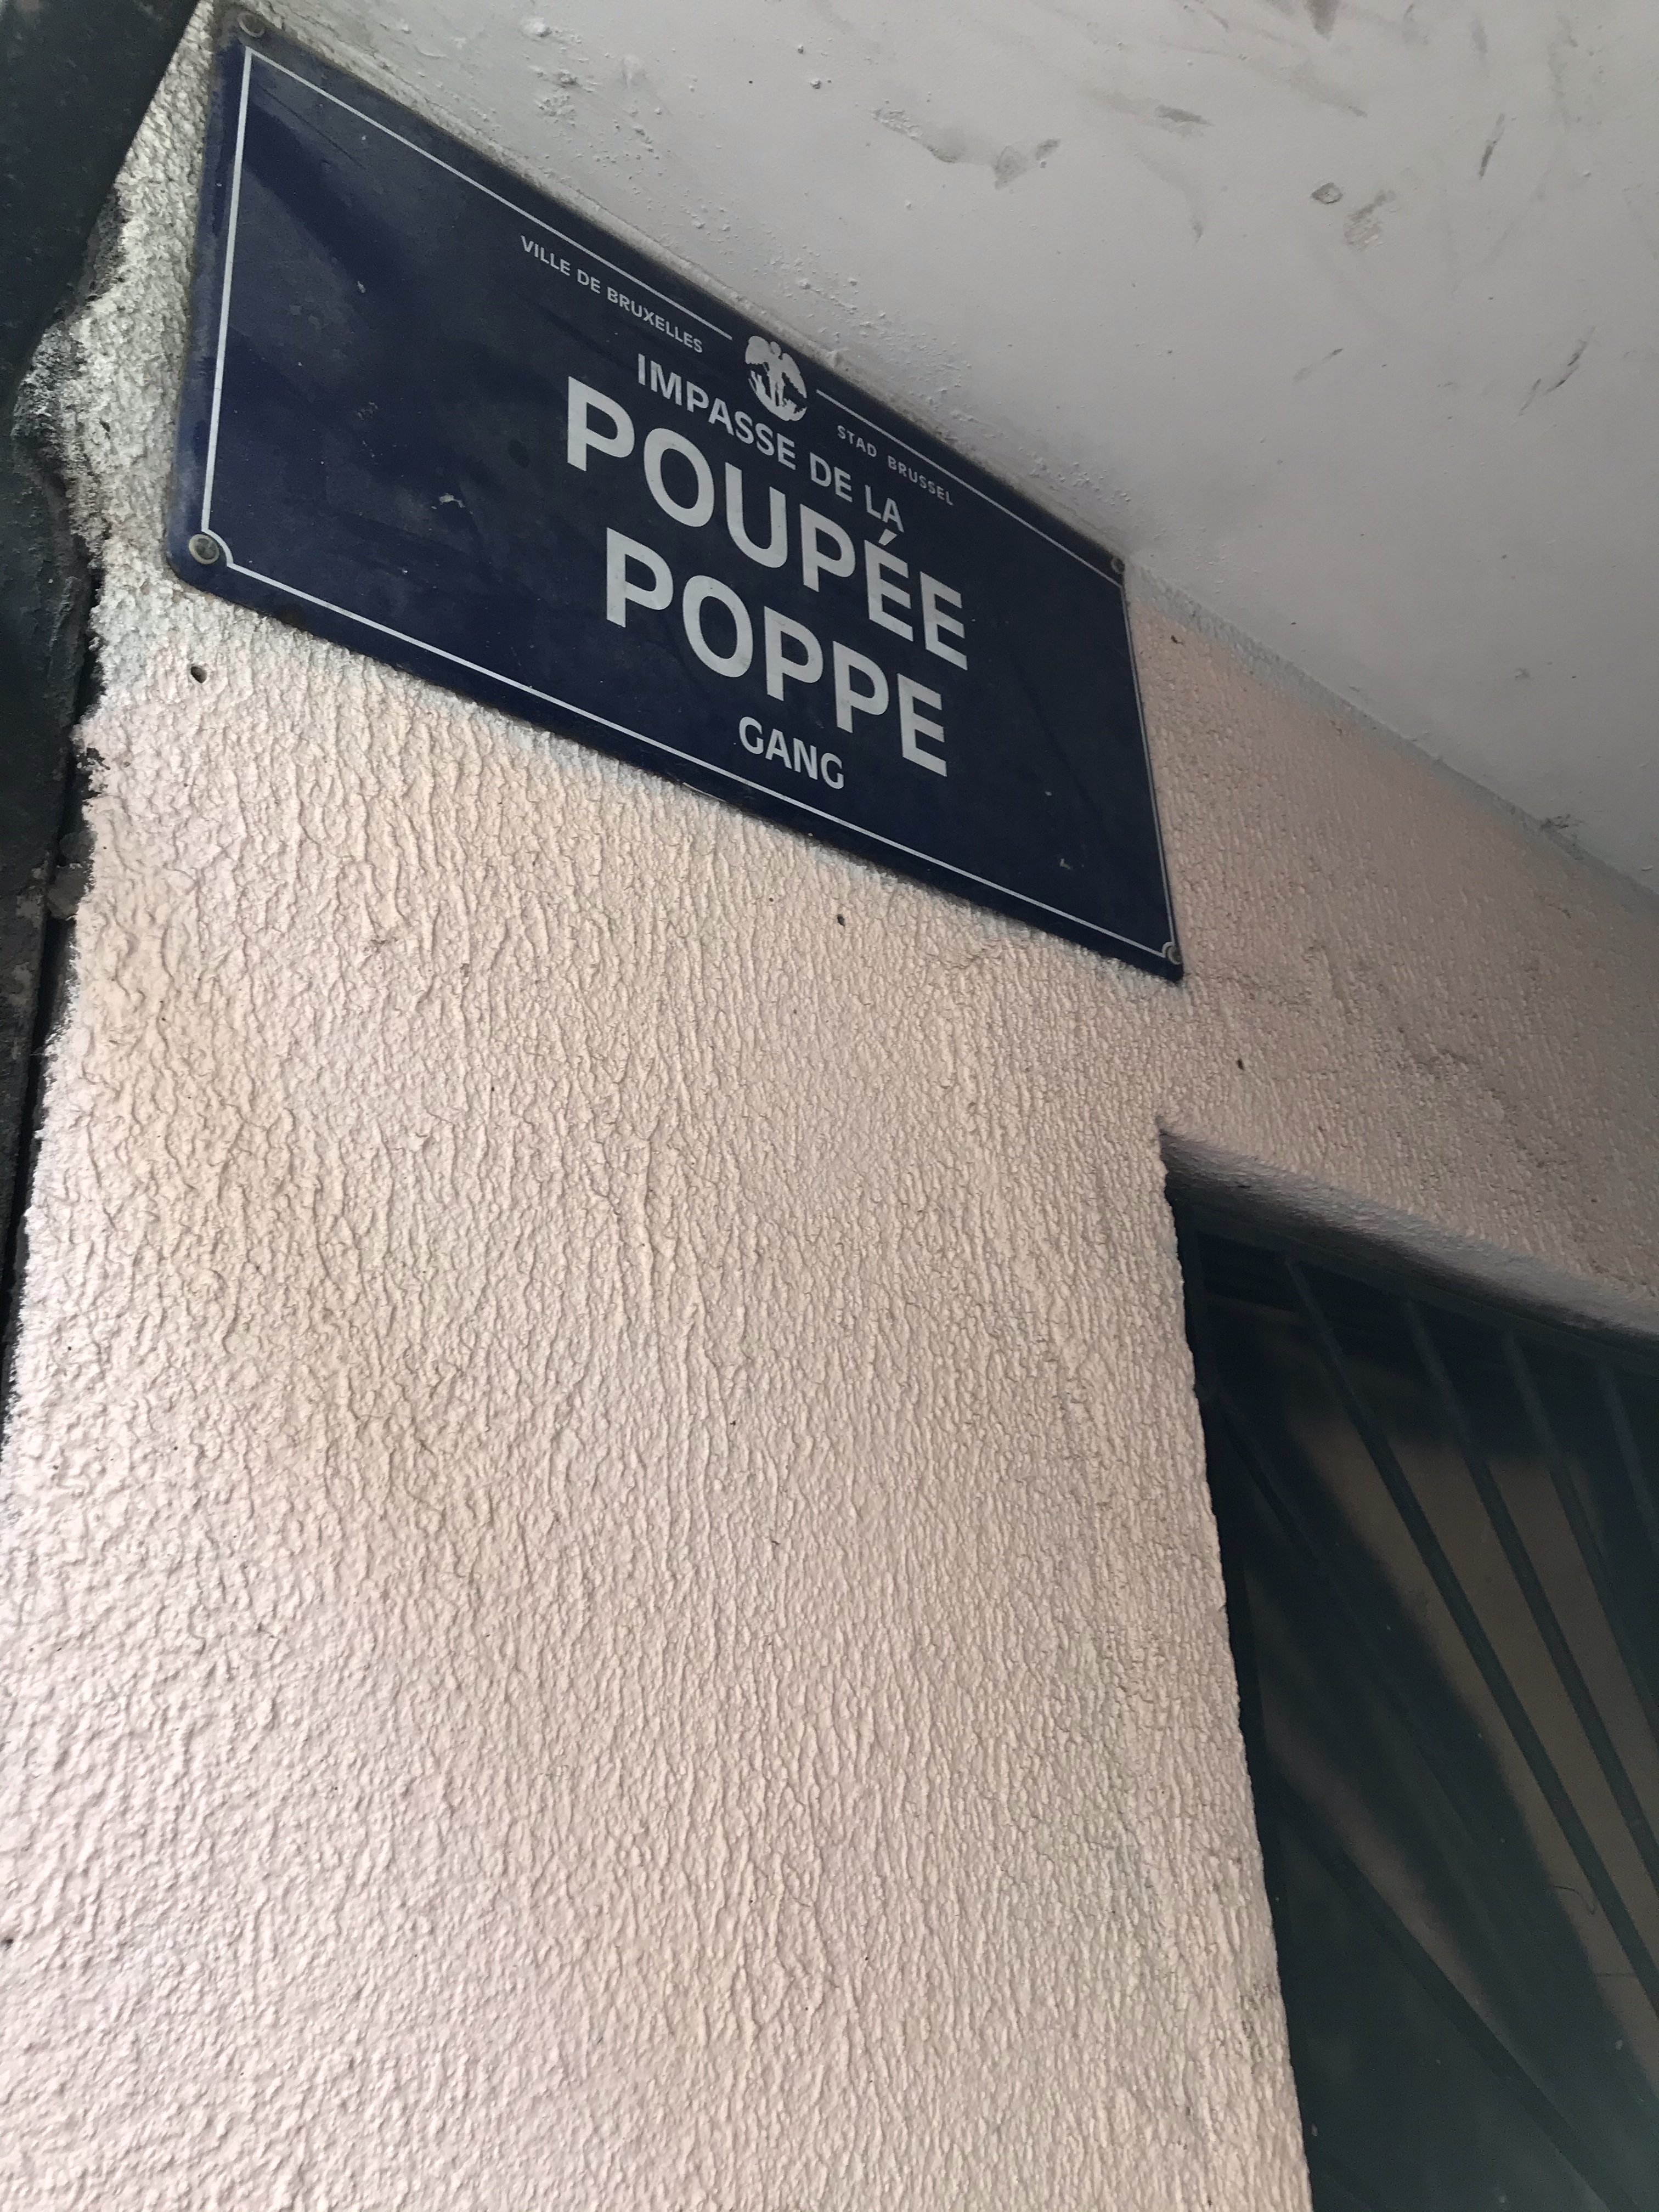 VILLE DE BRUXELLES
STAD BRUSSEL
IMPASSE DE LA
POUPÉE
POPPE
GANG